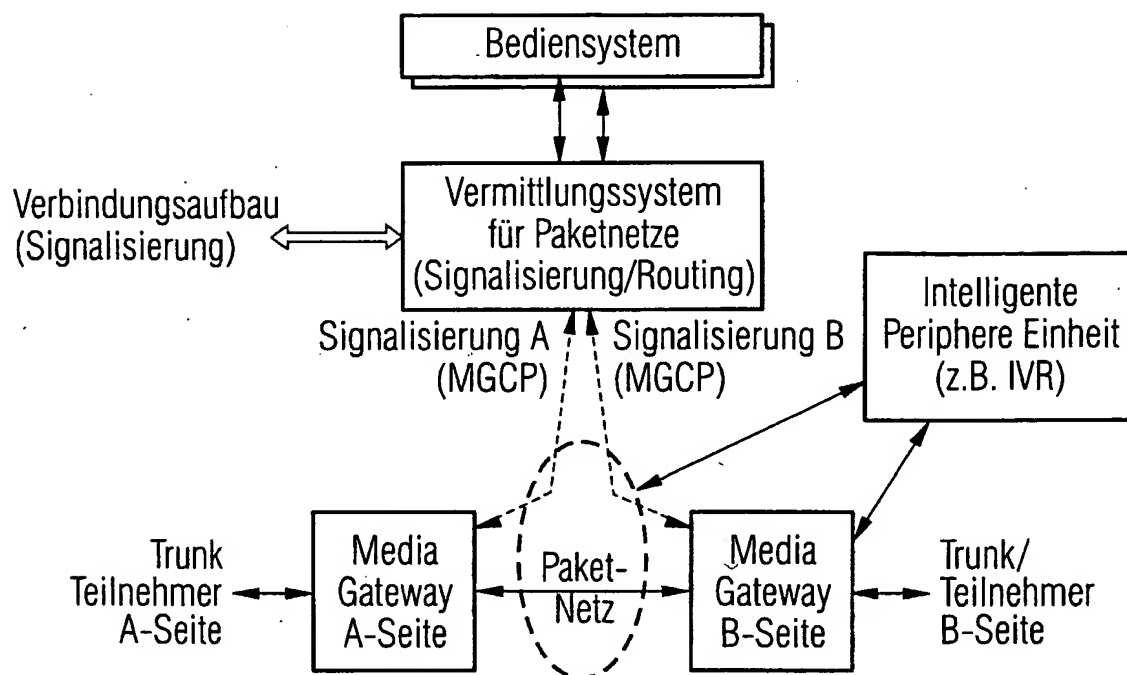 Bediensystem
Vermittlungssystem
für Paketnetze
(Signalisierung/Routing)
Verbindungsaufbau
(Signalisierung)
Intelligente
Periphere Einheit
(z.B. IVR)
Signalisierung A
(MGCP)
Signalisierung B
(MGCP)
Trunk
Teilnehmer
A-Seite
Media
Gateway
A-Seite
Paket-
Netz
Media
Gateway
B-Seite
Trunk/
Teilnehmer
B-Seite